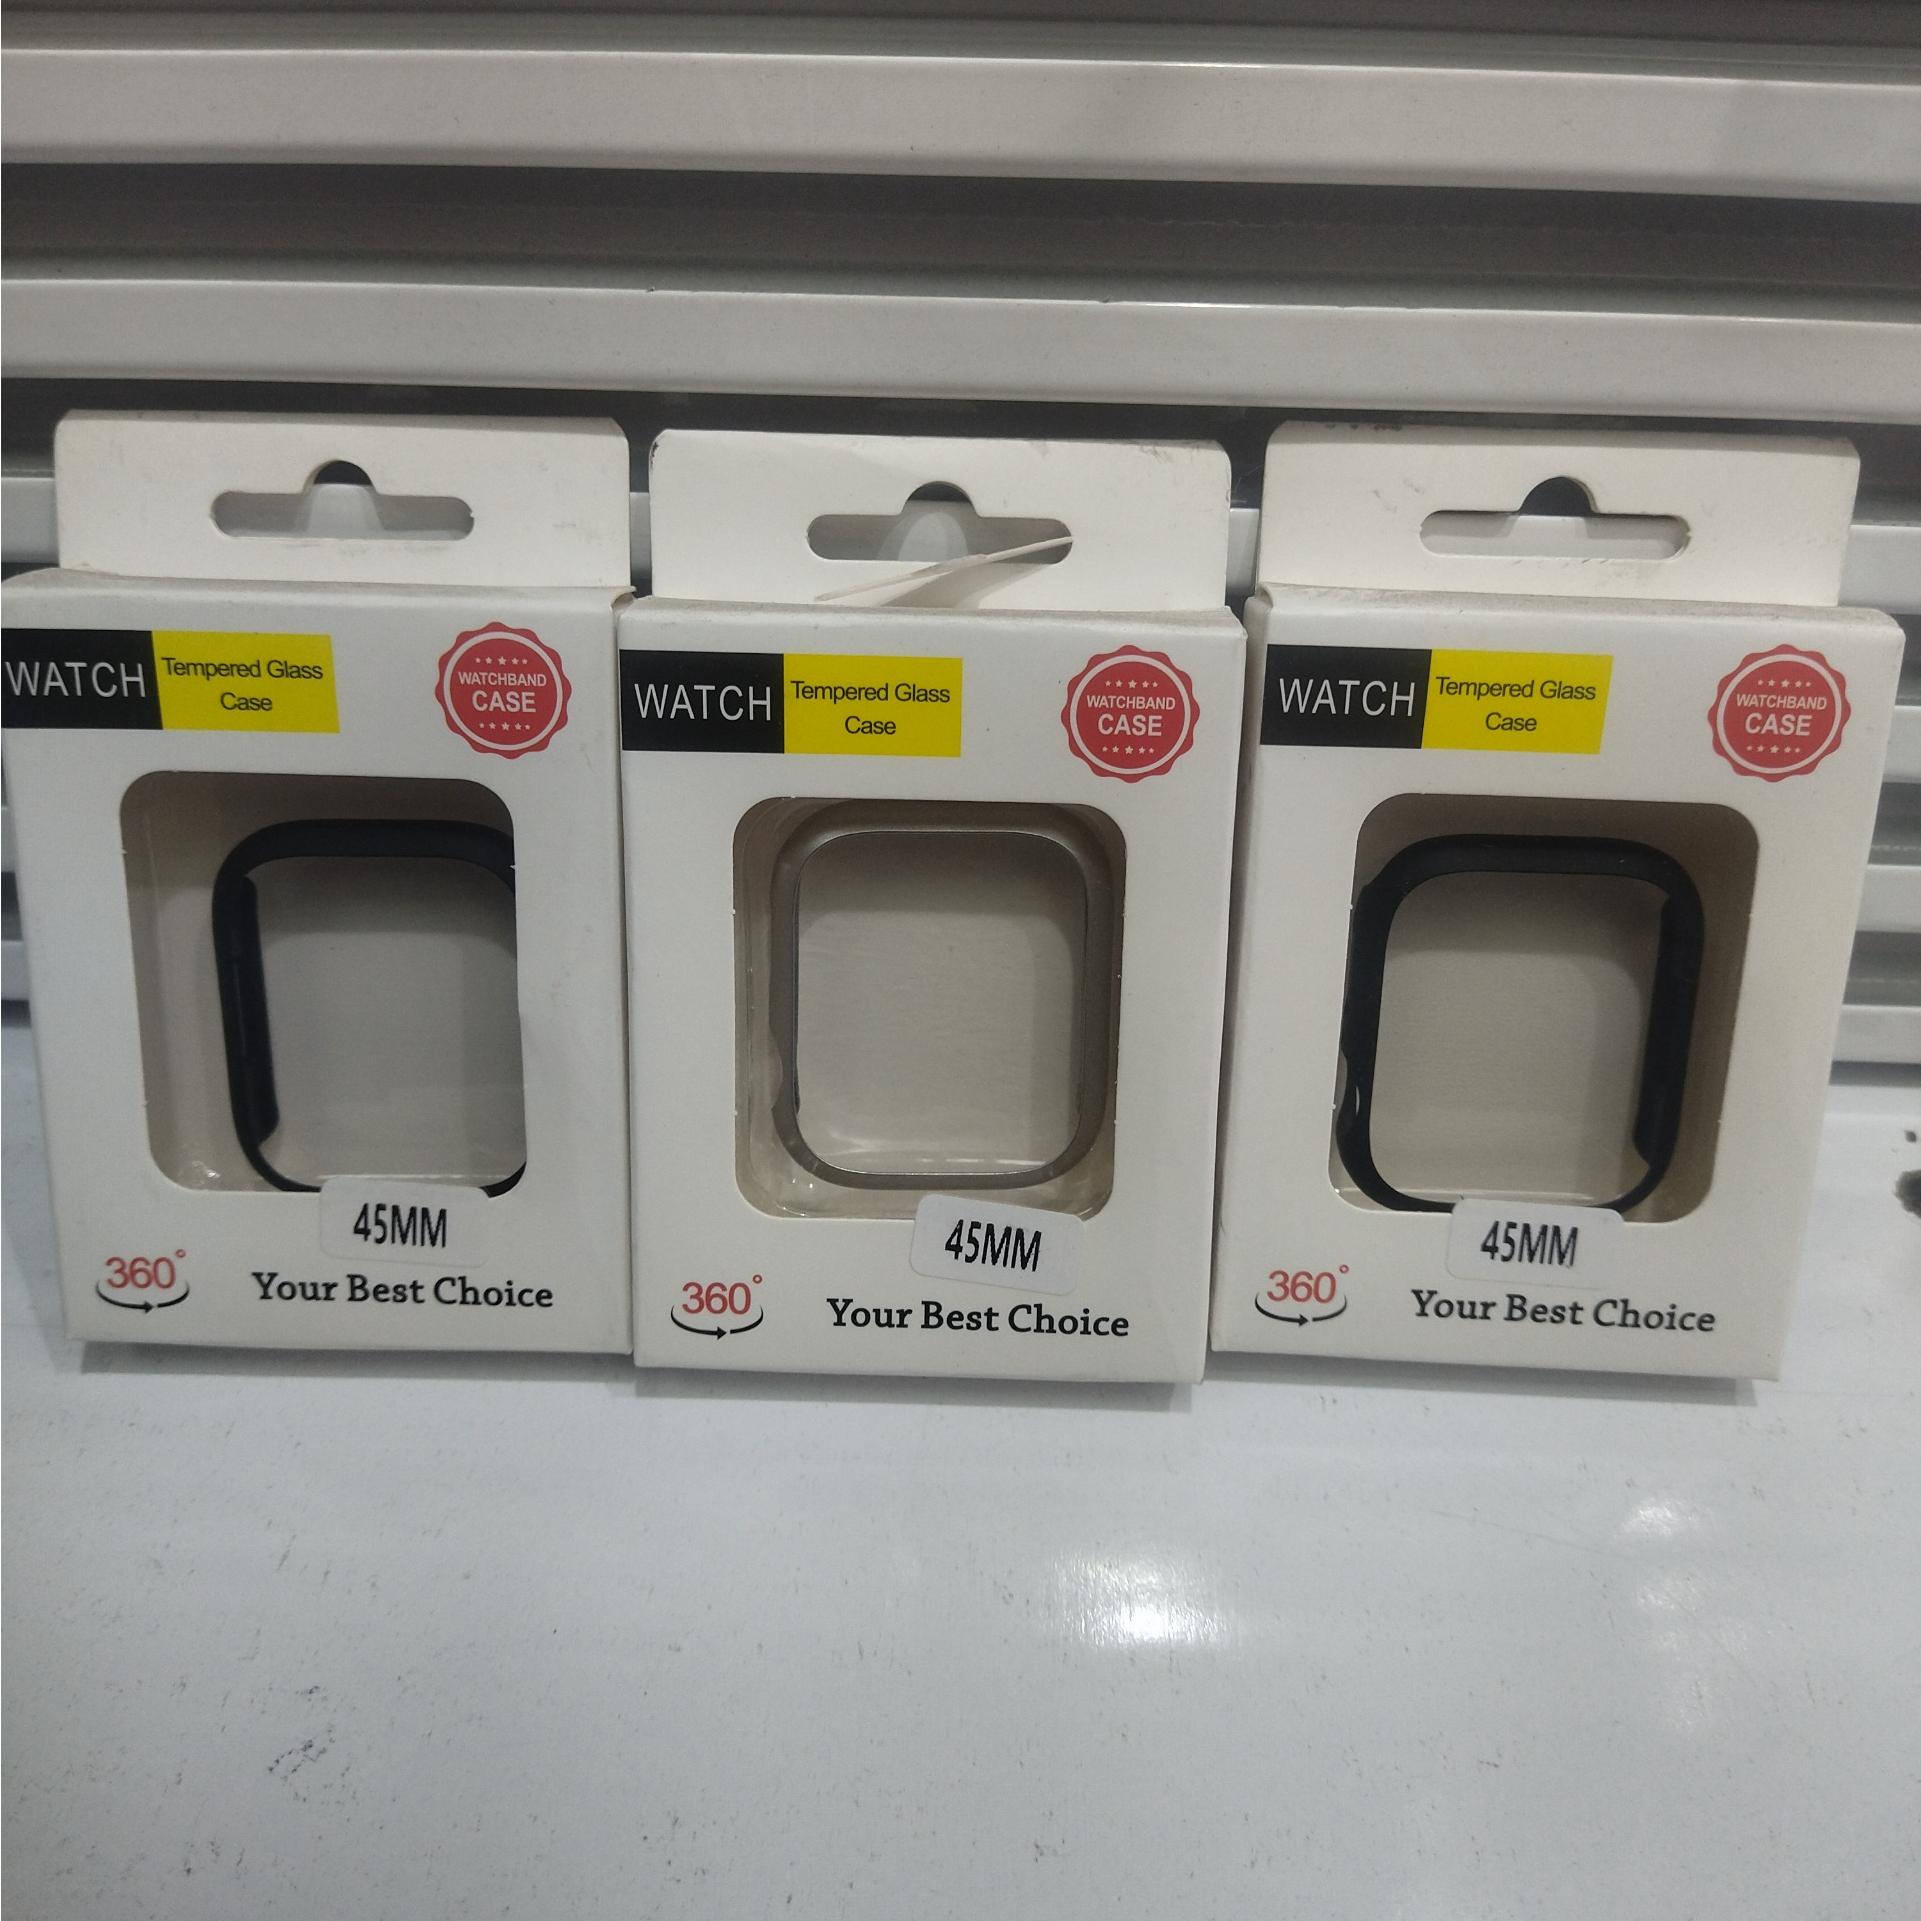 WATCH
Tempered Glass
Case
WATCHBAND
CASE
45MM
360°
Your Best Choice
WATCH
Tempered Glass
Case
WATCHBAND
CASE
45MM
360°
Your Best Choice
WATCH
Tempered Glass
Case
WATCHBAND
CASE
45MM
360°
Your Best Choice